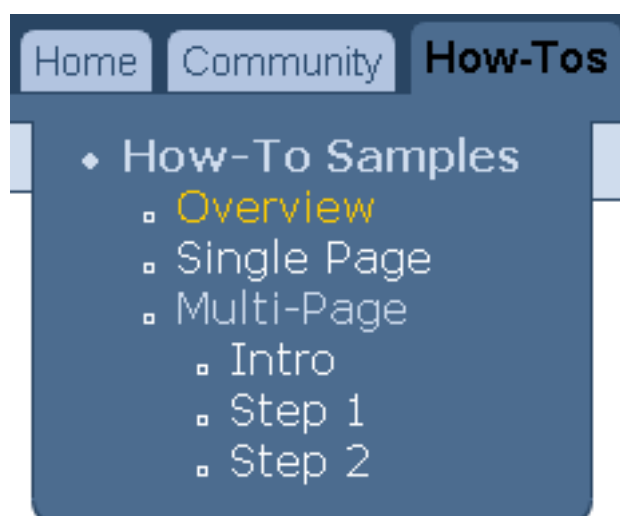 Home Community How-Tos
How-To Samples
Overview
Single Page
Multi-Page
Intro
Step 1
Step 2